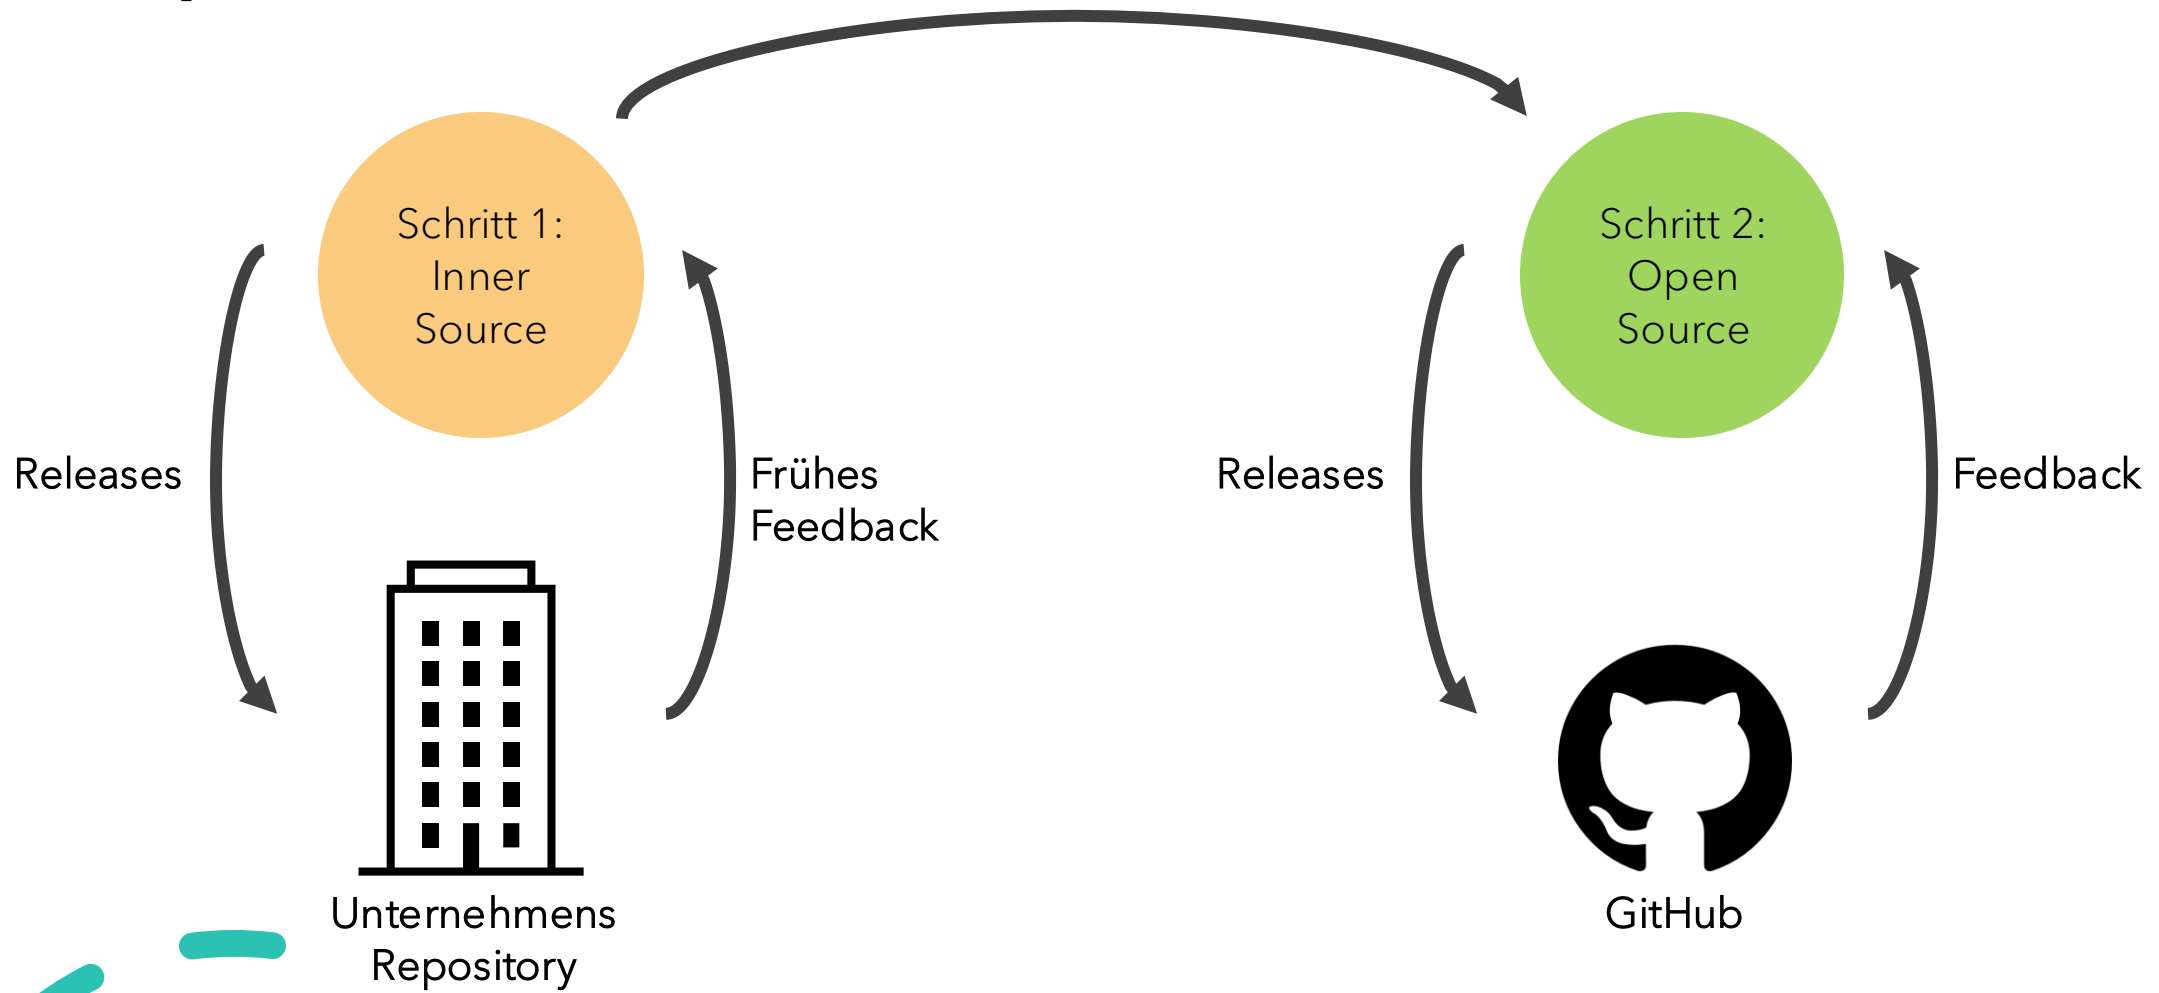 Schritt 1:
Inner
Source
Schritt 2:
Open
Source
Releases
Frühes
Feedback
Releases
Feedback
Unternehmens
Repository
GitHub